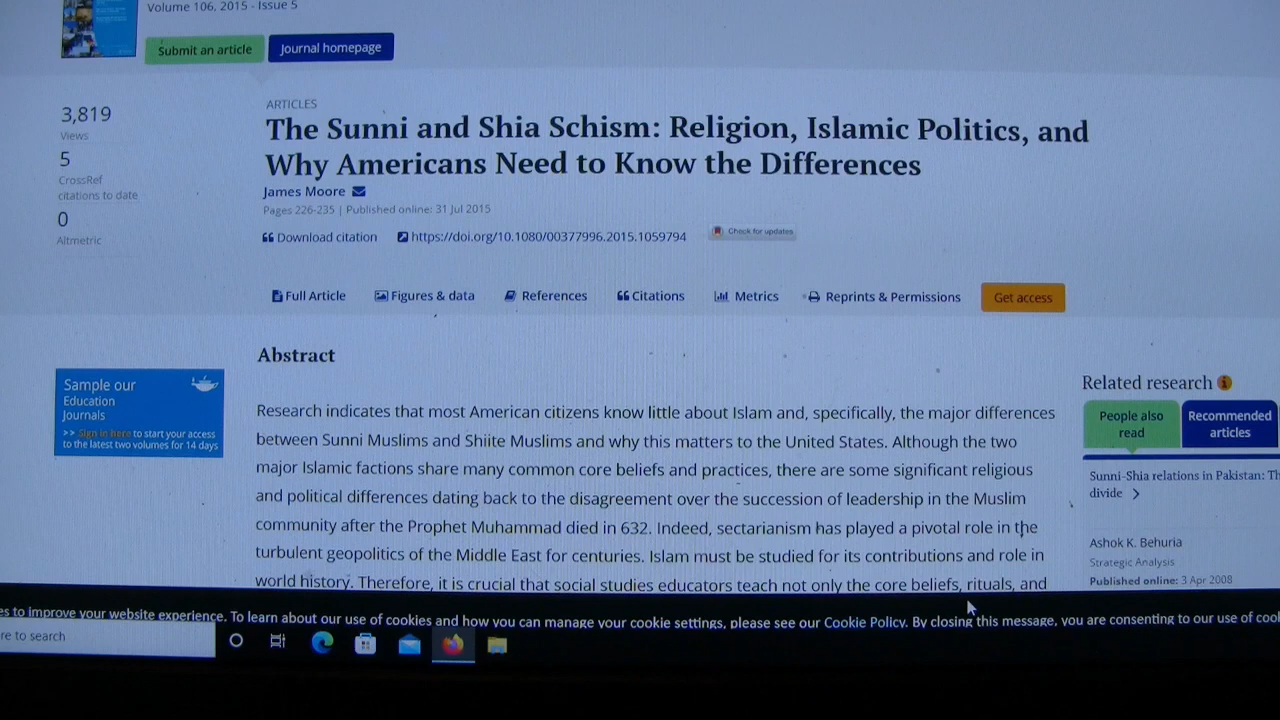 Volume 106, 2015 - Issue 5
Submit an article
Journal homepage
3,819
Views
5
CrossRef
citations to date
0
Altmetric
ARTICLES
The Sunni and Shia Schism: Religion, Islamic Politics, and
Why Americans Need to Know the Differences
James Moore
Pages 226-235 | Published online: 31 Jul 2015
Download citation
https://doi.org/10.1080/00377996.2015.1059794
Check for updates
Full Article
Figures & data
References
Citations
Metrics
Reprints & Permissions
Get access
Abstract
Research indicates that most American citizens know little about Islam and, specifically, the major differences
between Sunni Muslims and Shiite Muslims and why this matters to the United States. Although the two
major Islamic factions share many common core beliefs and practices, there are some significant religious
and political differences dating back to the disagreement over the succession of leadership in the Muslim
community after the Prophet Muhammad died in 632. Indeed, sectarianism has played a pivotal role in the
turbulent geopolitics of the Middle East for centuries. Islam must be studied for its contributions and role in
world history. Therefore, it is crucial that social studies educators teach not only the core beliefs, rituals, and
Sample our
Education
Journals
>> Sign in here to start your access
to the latest two volumes for 14 days
Related research
People also
read
Recommended
articles
Sunni-Shia relations in Pakistan: Th
divide
Ashok K. Behuria
Strategic Analysis
Published online: 3 Apr 2008
es to improve your website experience. To learn about our use of cookies and how you can manage your cookie settings, please see our Cookie Policy. By closing this message, you are consenting to our use of cool
re to search